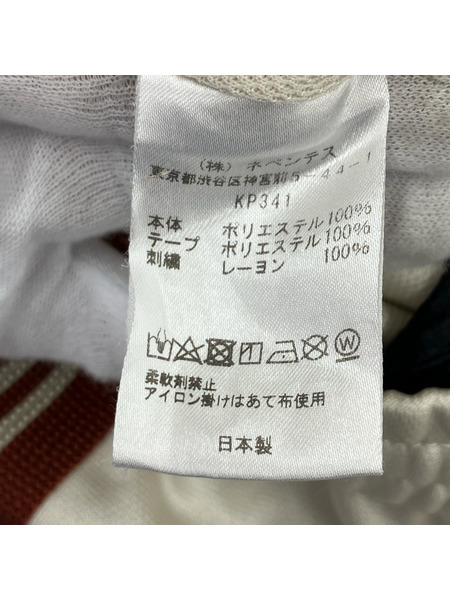 (株) ネペンテス
東京都渋谷区神宮前5-44-1
KP341
本体 ポリエステル100%
テープ ポリエステル100%
刺繍 レーヨン 100%
柔軟剤禁止
アイロン掛けはあて布使用
日本製